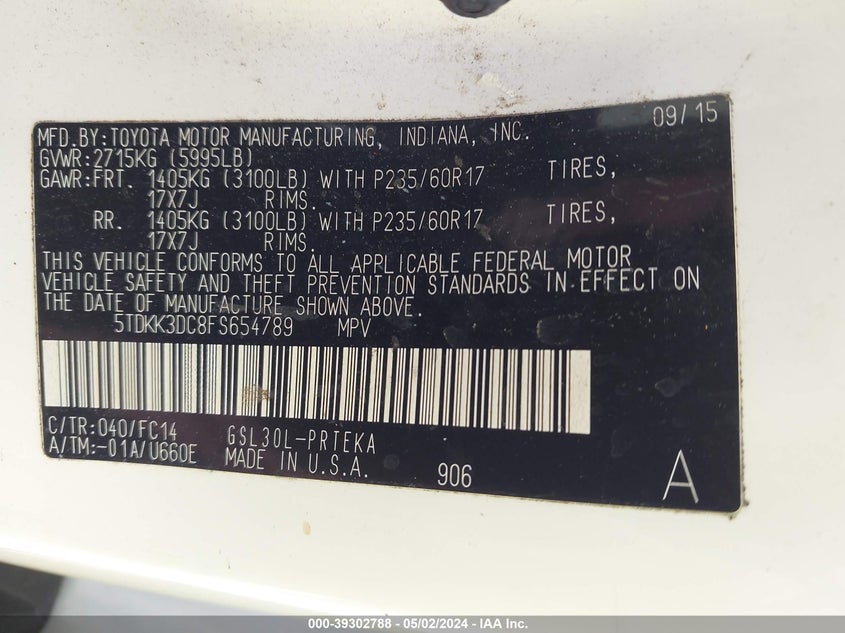 09/15
MFD.BY:TOYOTA MOTOR MANUFACTURING, INDIANA, INC.
GVWR:2715KG (5995LB)
GAWR:FRT. 1405KG (3100LB) WITH P235/60R17 TIRES,
17X7J RIMS.
RR. 1405KG (3100LB) WITH P235/60R17 TIRES,
17X7J RIMS.
THIS VEHICLE CONFORMS TO ALL APPLICABLE FEDERAL MOTOR
VEHICLE SAFETY AND THEFT PREVENTION STANDARDS IN EFFECT ON
THE DATE OF MANUFACTURE SHOWN ABOVE.
5TDKK3DC8FS654789 MPV
C/TR:040/FC14 GSL30L-PRTEKA
A/TM:-01A/U660E MADE IN U.S.A.
906
A
000-39302788 - 05/02/2024 - IAA Inc.